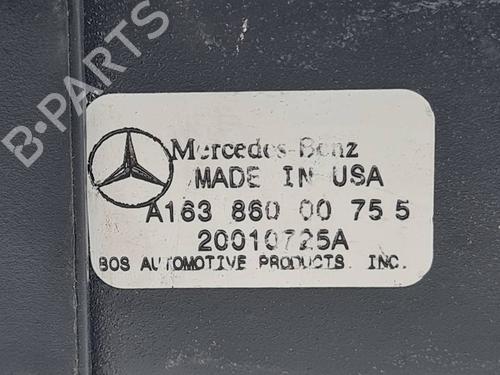 B-PARTS
Mercedes-Benz
MADE IN USA
A163 860 00 75 5
20010725A
BOS AUTOMOTIVE PRODUCTS. INC.